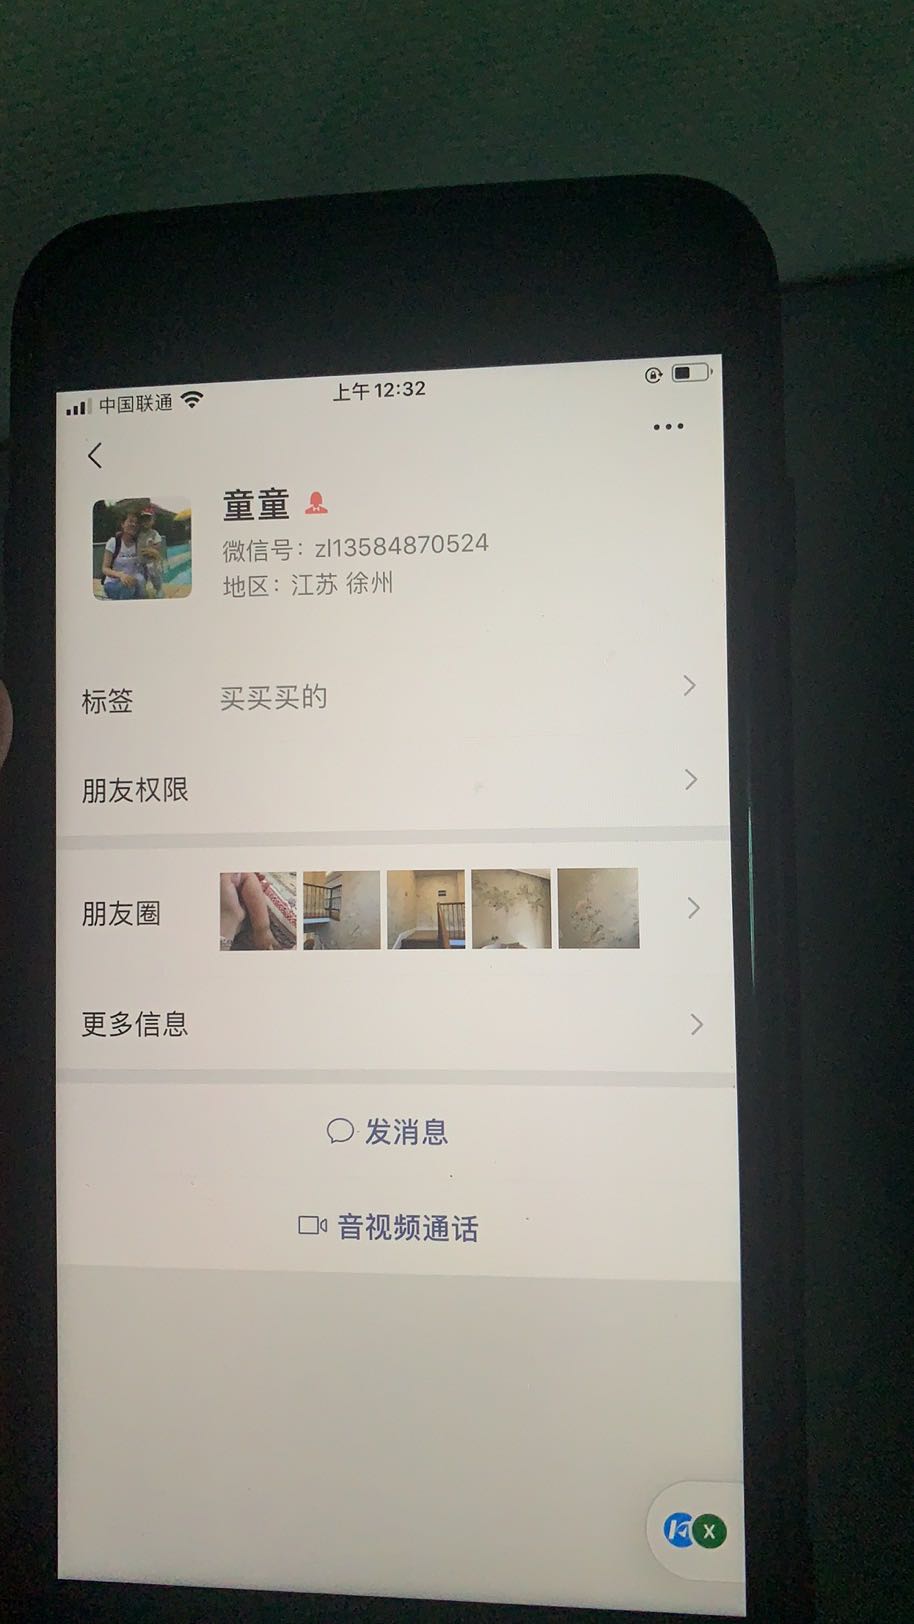 中国联通
上午12:32
童童
微信号：zl13584870524
地区：江苏 徐州
标签 买买买的
朋友权限
朋友圈
更多信息
发消息
音视频通话
X